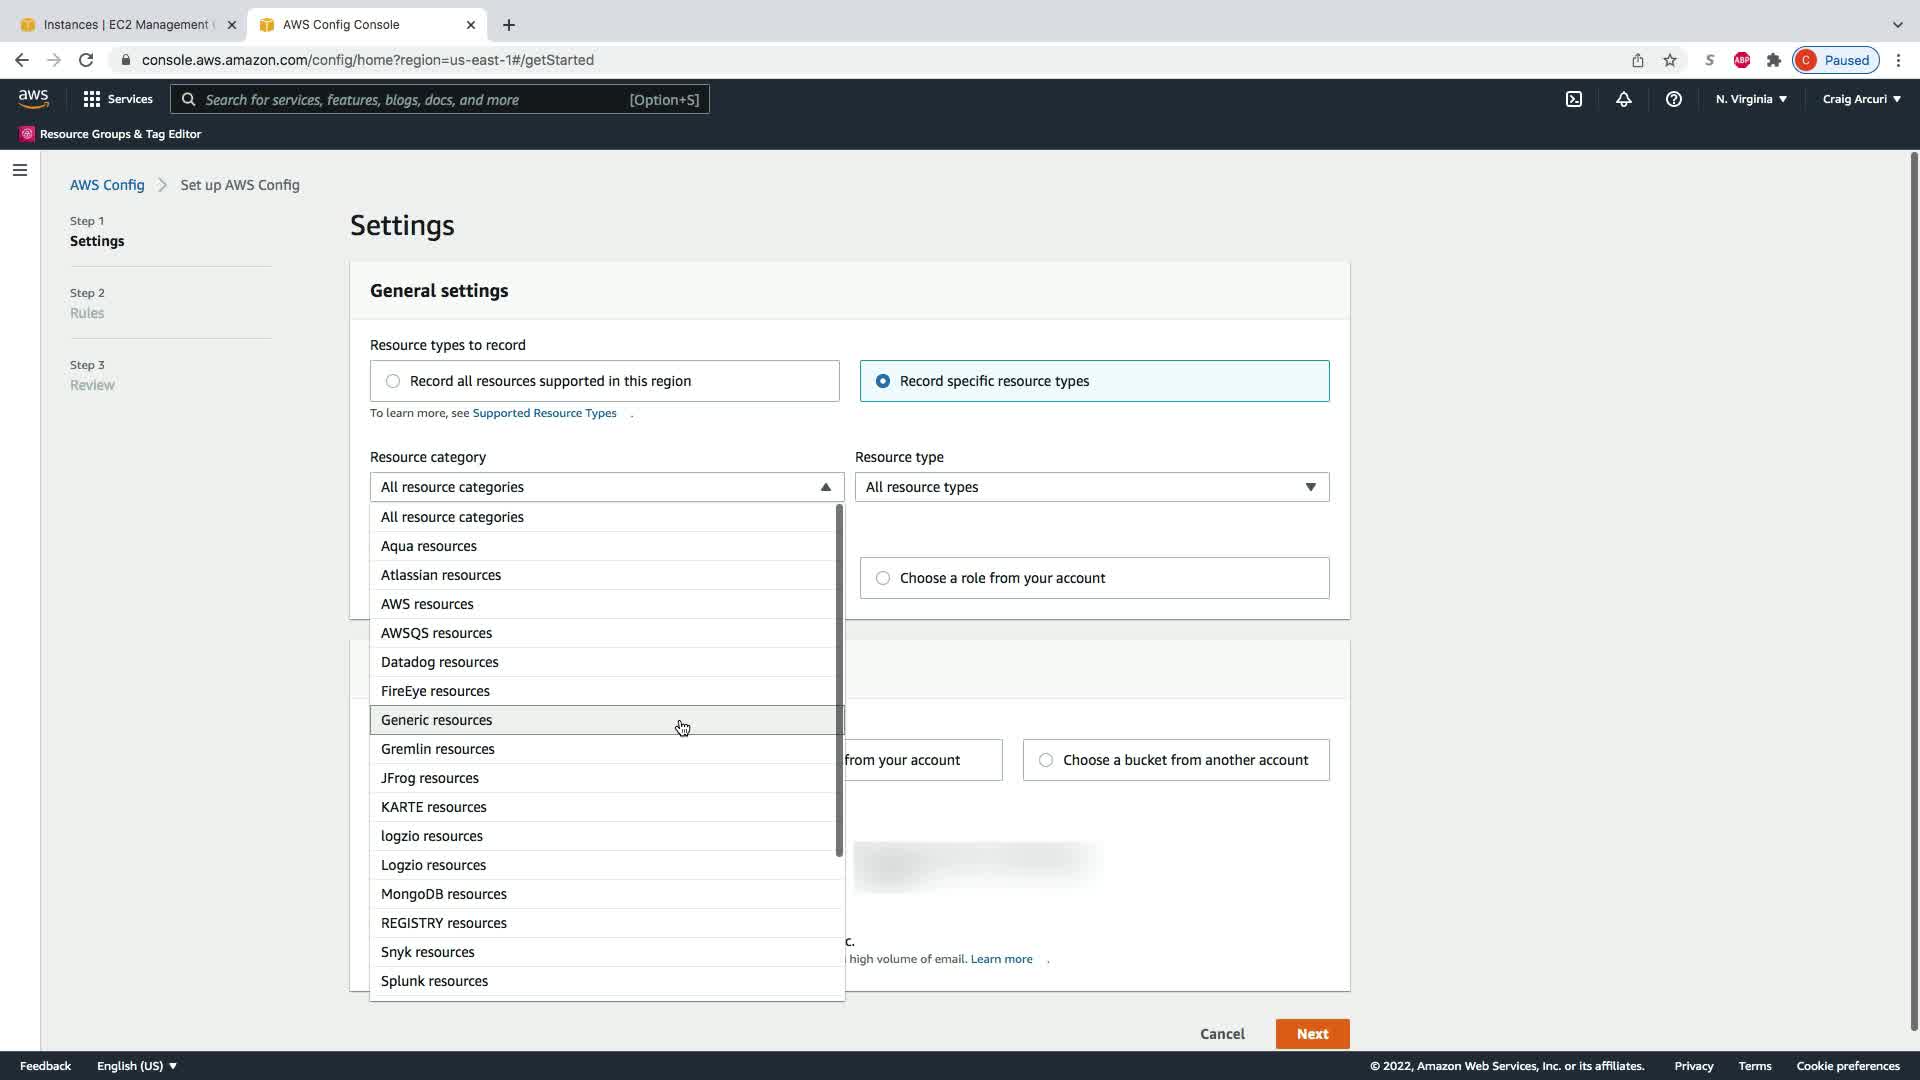 Instances | EC2 Management
AWS Config Console
console.aws.amazon.com/config/home?region=us-east-1#/getStarted
S
ABP
C
Paused
aws
Services
Search for services, features, blogs, docs, and more
[Option+S]
N. Virginia
Craig Arcuri
Resource Groups & Tag Editor
AWS Config
Set up AWS Config
Step 1
Settings
Step 2
Rules
Step 3
Review
Settings
General settings
Resource types to record
Record all resources supported in this region
Record specific resource types
To learn more, see Supported Resource Types .
Resource category
Resource type
All resource categories
All resource types
All resource categories
Aqua resources
Atlassian resources
AWS resources
AWSQS resources
Datadog resources
FireEye resources
Generic resources
Gremlin resources
JFrog resources
KARTE resources
logzio resources
Logzio resources
MongoDB resources
REGISTRY resources
Snyk resources
Splunk resources
Choose a role from your account
from your account
Choose a bucket from another account
c.
high volume of email. Learn more .
Cancel
Next
Feedback
English (US)
© 2022, Amazon Web Services, Inc. or its affiliates.
Privacy
Terms
Cookie preferences